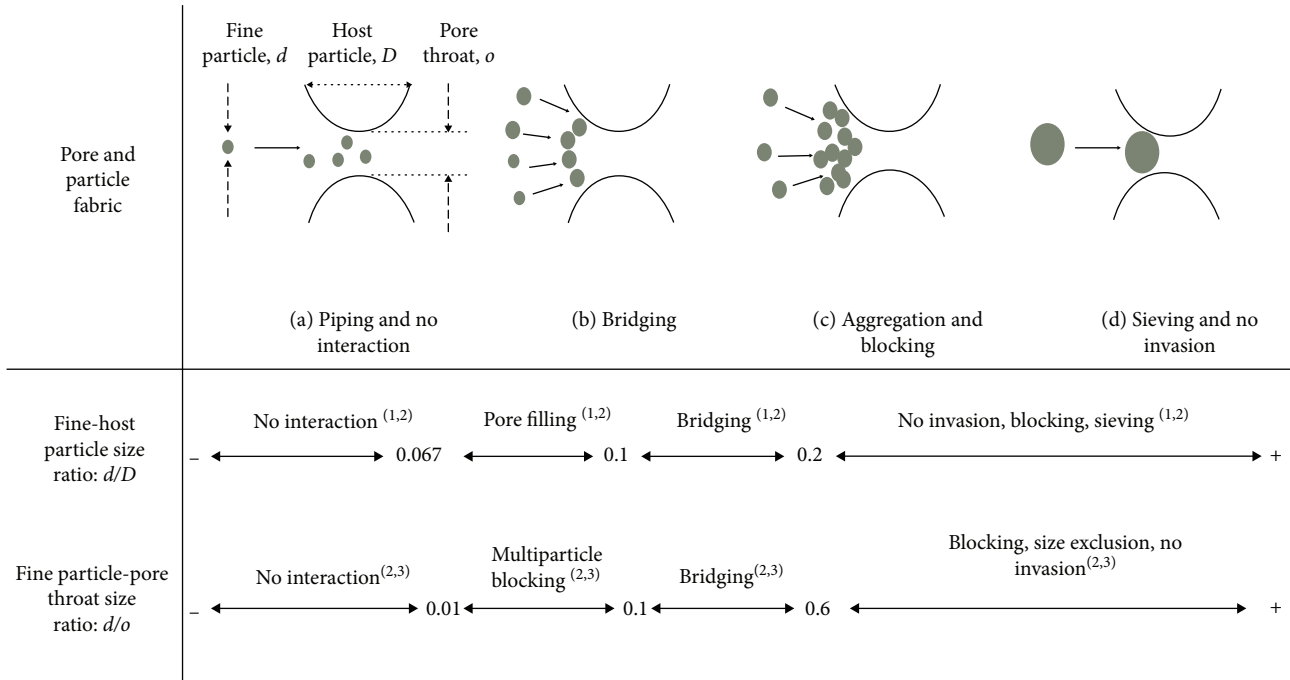 Fine
particle, d
Host
particle, D
Pore
throat, o
Pore and
particle
fabric
(a) Piping and no
interaction
(b) Bridging
(c) Aggregation and
blocking
(d) Sieving and no
invasion
Fine-host
particle size
ratio: d/D
No interaction (1,2)
Pore filling (1,2)
Bridging (1,2)
No invasion, blocking, sieving (1,2)
– 0.067 0.1 0.2 +
Fine particle-pore
throat size
ratio: d/o
No interaction(2,3)
Multiparticle
blocking (2,3)
Bridging(2,3)
Blocking, size exclusion, no
invasion(2,3)
– 0.01 0.1 0.6 +